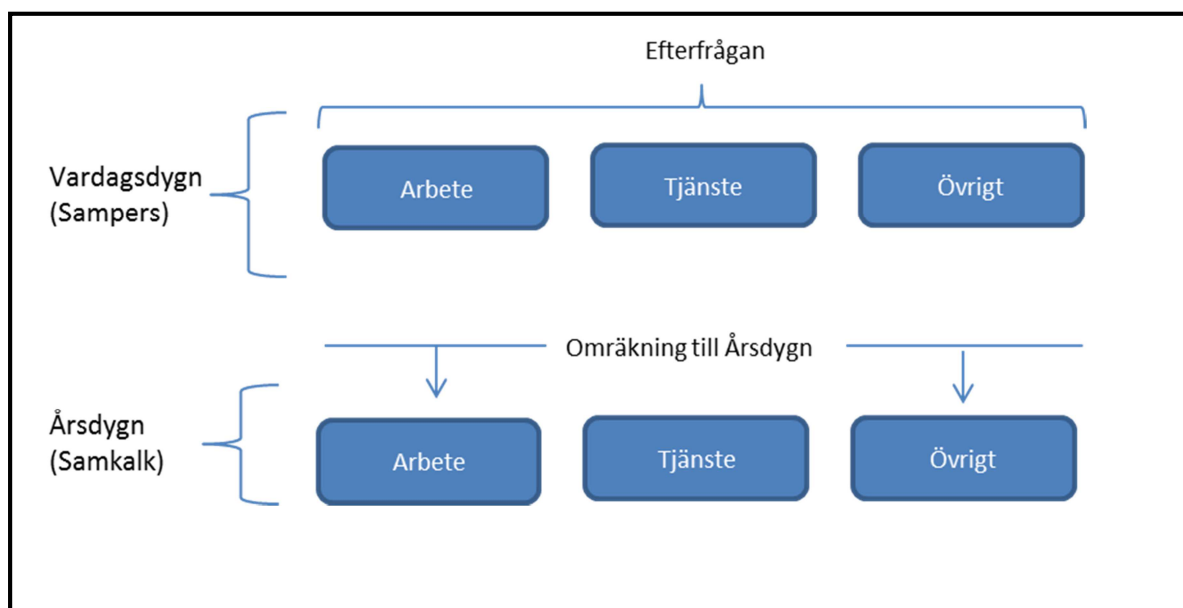 Efterfrågan
Vardagsdygn
(Sampers)
Arbete
Tjänste
Övrigt
Omräkning till Årsdygn
Årsdygn
(Samkalk)
Arbete
Tjänste
Övrigt